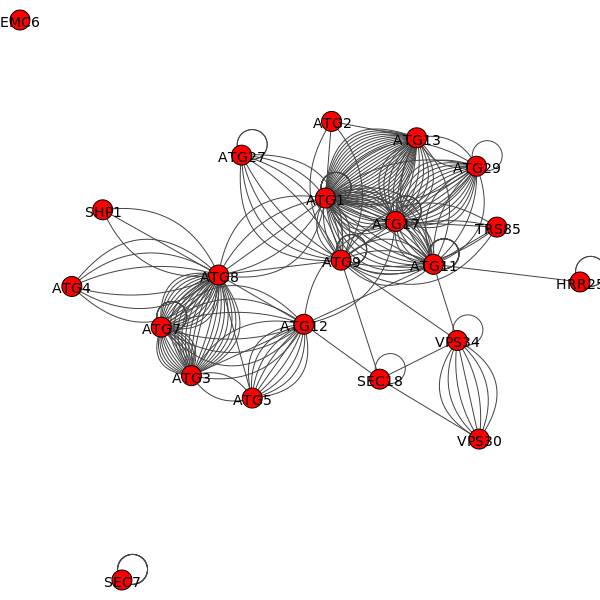 EMC6
ATG2
ATG13
ATG27
ATG29
ATG1
SHP1
ATG17
TRS85
ATG9
ATG11
ATG8
HRR25
ATG4
ATG7
ATG12
VPS34
ATG3
SEC18
ATG5
VPS30
SEC7